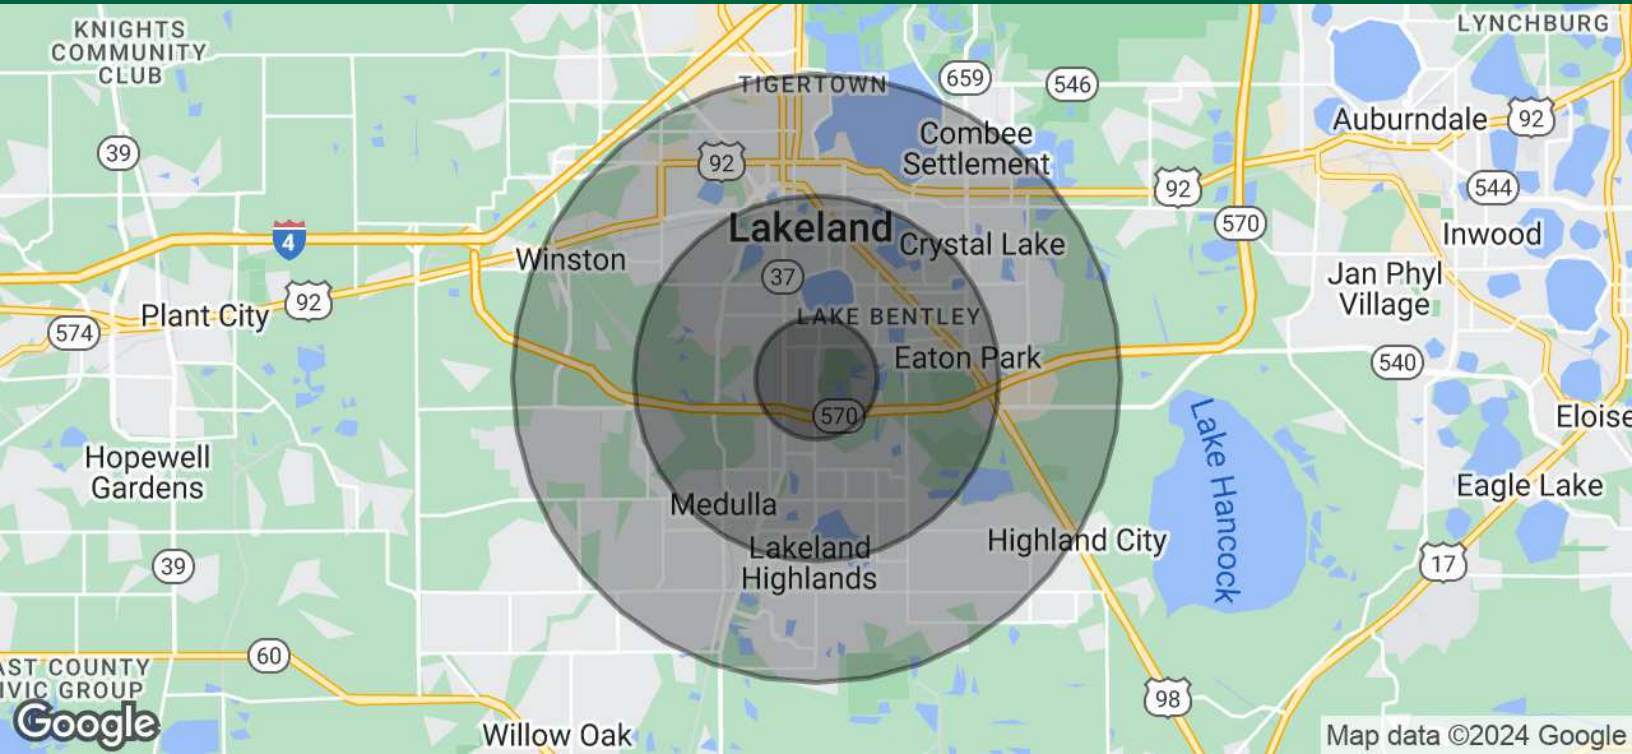 KNIGHTS
COMMUNITY
CLUB
LYNCHBURG
TIGERTOWN
659
546
39
92
Combee
Settlement
Auburndale
92
92
544
4
Lakeland
Crystal Lake
570
Inwood
Winston
37
Jan Phyl
Village
92
Plant City
574
LAKE BENTLEY
Eaton Park
540
570
Eloise
Lake Hancock
Hopewell
Gardens
Medulla
Eagle Lake
Lakeland
Highlands
Highland City
39
17
60
AST COUNTY
IVIC GROUP
98
Google
Willow Oak
Map data ©2024 Google